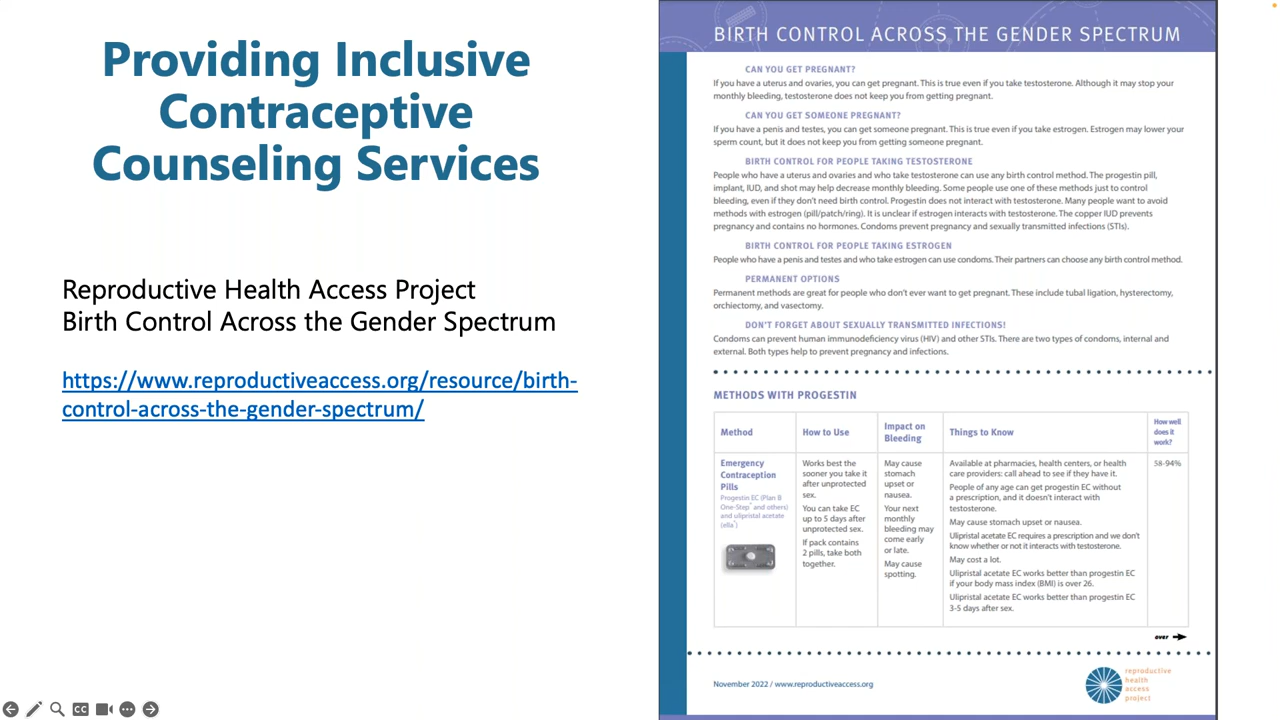 Providing Inclusive
Contraceptive
Counseling Services
Reproductive Health Access Project
Birth Control Across the Gender Spectrum
https://www.reproductiveaccess.org/resource/birth-
control-across-the-gender-spectrum/
BIRTH CONTROL ACROSS THE GENDER SPECTRUM
CAN YOU GET PREGNANT?
If you have a uterus and ovaries, you can get pregnant. This is true even if you take testosterone. Although it may stop your
monthly bleeding, testosterone does not keep you from getting pregnant.
CAN YOU GET SOMEONE PREGNANT?
If you have a penis and testes, you can get someone pregnant. This is true even if you take estrogen. Estrogen may lower your
sperm count, but it does not keep you from getting someone pregnant.
BIRTH CONTROL FOR PEOPLE TAKING TESTOSTERONE
People who have a uterus and ovaries and who take testosterone can use any birth control method. The progestin pill,
implant, IUD, and shot may help decrease monthly bleeding. Some people use one of these methods just to control
bleeding, even if they don't need birth control. Progestin does not interact with testosterone. Many people want to avoid
methods with estrogen (pill/patch/ring). It is unclear if estrogen interacts with testosterone. The copper IUD prevents
pregnancy and contains no hormones. Condoms prevent pregnancy and sexually transmitted infections (STIs).
BIRTH CONTROL FOR PEOPLE TAKING ESTROGEN
People who have a penis and testes and who take estrogen can use condoms. Their partners can choose any birth control method.
PERMANENT OPTIONS
Permanent methods are great for people who don't ever want to get pregnant. These include tubal ligation, hysterectomy,
orchiectomy, and vasectomy.
DON'T FORGET ABOUT SEXUALLY TRANSMITTED INFECTIONS!
Condoms can prevent human immunodeficiency virus (HIV) and other STIs. There are two types of condoms, internal and
external. Both types help to prevent pregnancy and infections.
METHODS WITH PROGESTIN
Method
How to Use
Impact on
Bleeding
Things to Know
How well
does it
work?
Emergency
Contraception
Pills
Progestin EC (Plan B
One-Step® and others)
and ulipristal acetate
(ella®)
Works best the
sooner you take it
after unprotected
sex.
You can take EC
up to 5 days after
unprotected sex.
If pack contains
2 pills, take both
together.
May cause
stomach
upset or
nausea.
Your next
monthly
bleeding may
come early
or late.
May cause
spotting.
Available at pharmacies, health centers, or health
care providers: call ahead to see if they have it.
People of any age can get progestin EC without
a prescription, and it doesn't interact with
testosterone.
May cause stomach upset or nausea.
Ulipristal acetate EC requires a prescription and we don't
know whether or not it interacts with testosterone.
May cost a lot.
Ulipristal acetate EC works better than progestin EC
if your body mass index (BMI) is over 26.
Ulipristal acetate EC works better than progestin EC
3-5 days after sex.
58-94%
over
November 2022 / www.reproductiveaccess.org
reproductive
health
access
project
CC